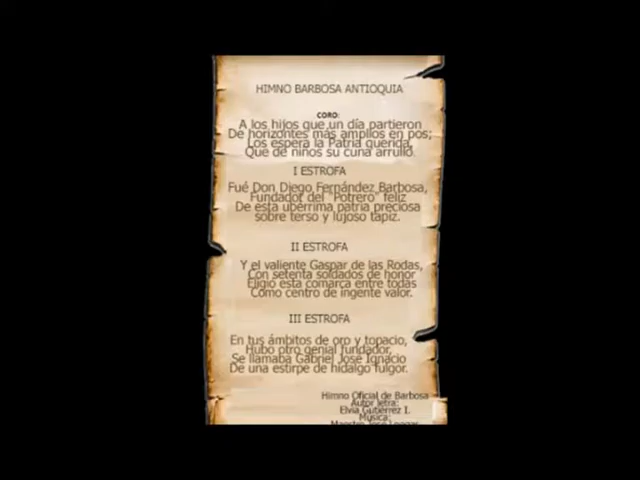 HIMNO BARBOSA ANTIOQUIA
CORO:
A los hijos que un día partieron
De horizontes más amplios en pos;
Los espera la Patria querida,
Que de niños su cuna arrulló.
I ESTROFA
Fué Don Diego Fernández Barbosa,
Fundador del "Potrero" feliz
De esta ubérrima patria preciosa
sobre terso y lujoso tapiz.
II ESTROFA
Y el valiente Gaspar de las Rodas,
Con setenta soldados de honor
Eligió esta comarca entre todas
Como centro de ingente valor.
III ESTROFA
En tus ámbitos de oro y topacio,
Hubo otro genial fundador,
Se llamaba Gabriel José Ignacio
De una estirpe de hidalgo fulgor.
Himno Oficial de Barbosa
Autor letra:
Elvia Gutiérrez I.
Música:
Maestro José